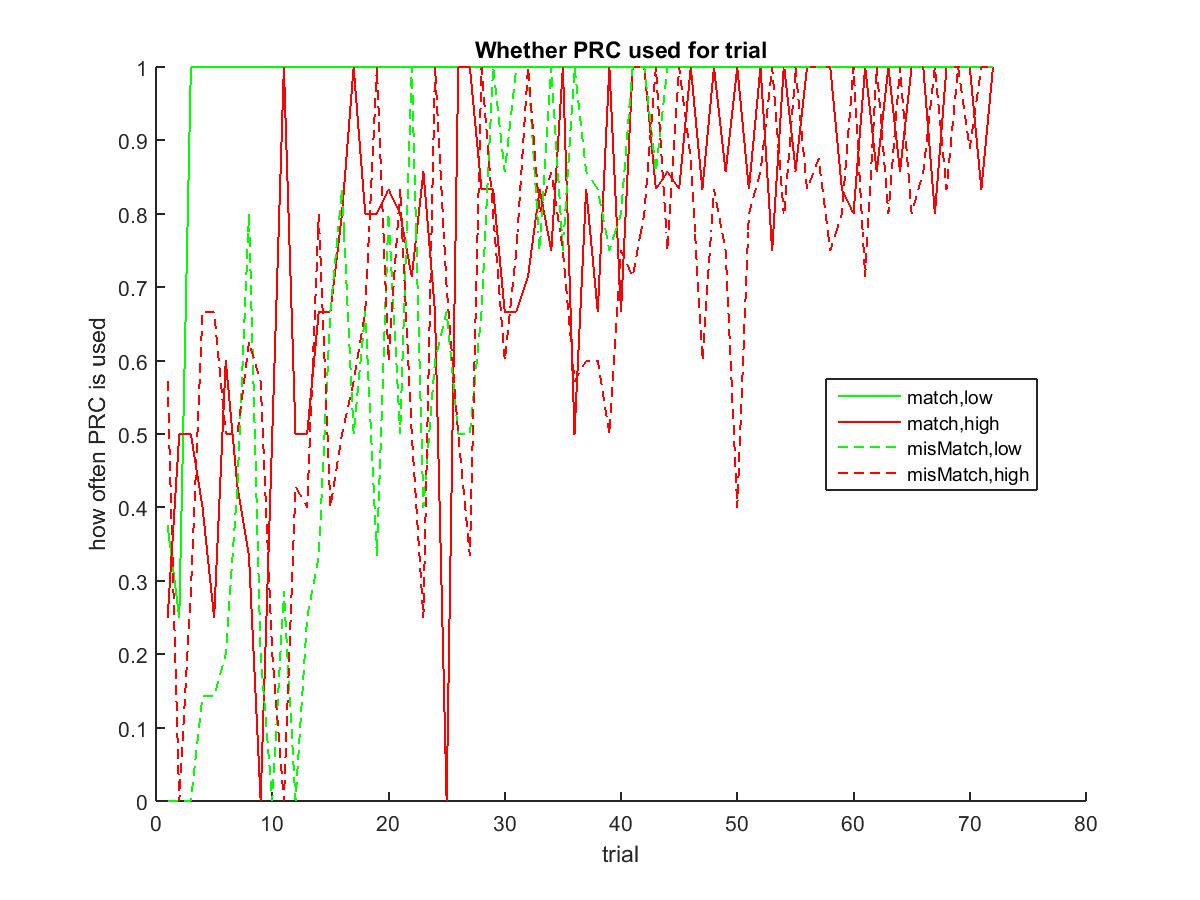 Whether PRC used for trial
1
0.9
0.8
0.7
0.6
0.5
0.4
0.3
0.2
0.1
0
how often PRC is used
match,low
match,high
misMatch,low
misMatch,high
0 10 20 30 40 50 60 70 80
trial